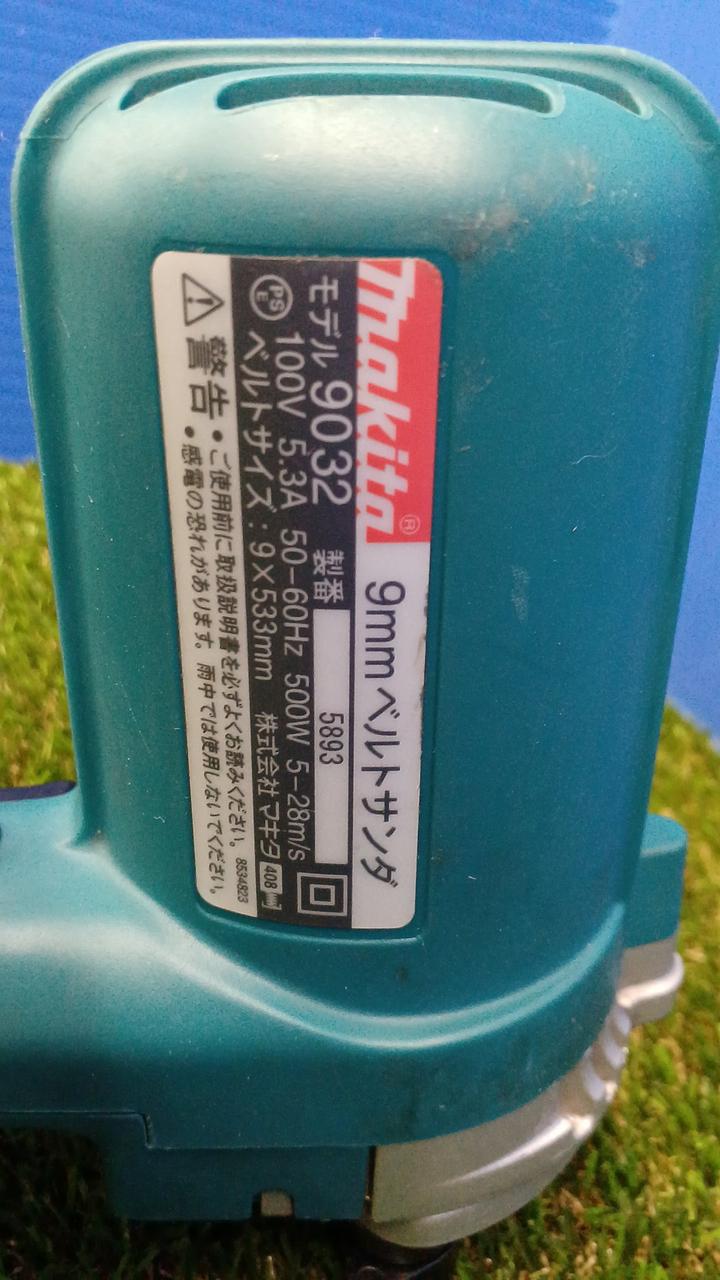 makita® 9mmベルトサンダ
モデル 9032 製番 5893
PSE 100V 5.3A 50-60Hz 500W 5-28m/s
ベルトサイズ:9×533mm 株式会社 マキタ 408
警告 •ご使用前に取扱説明書を必ずよくお読みください。
•感電の恐れがあります。雨中では使用しないでください。 8534823